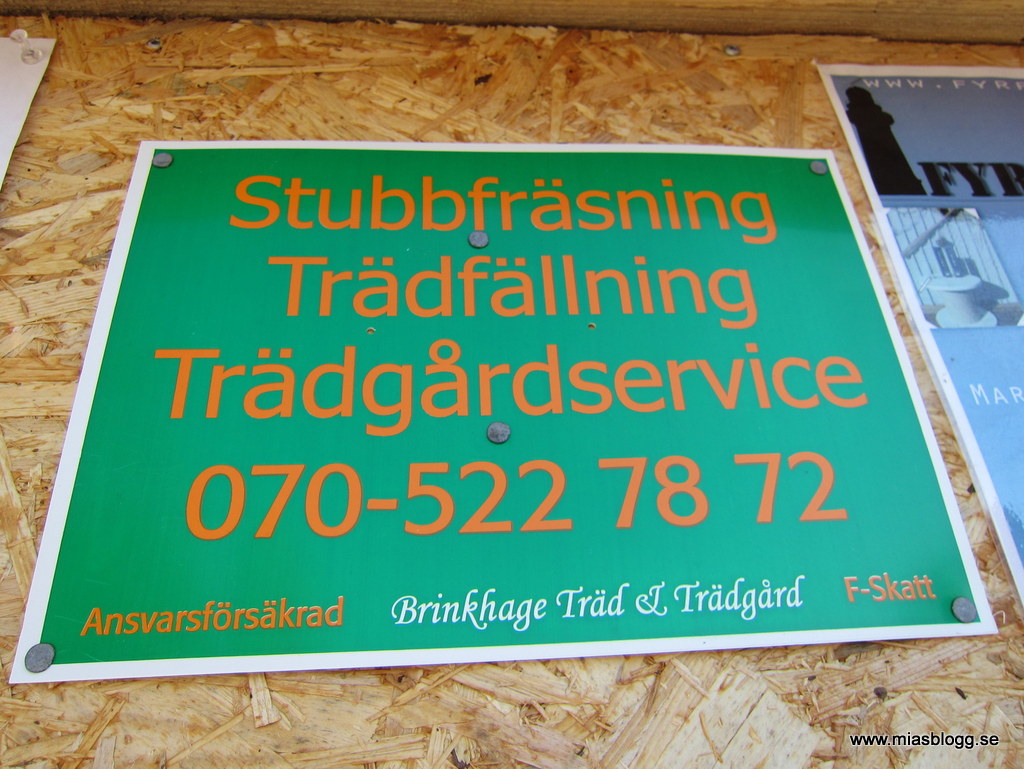 Stubbfräsning
Trädfällning
Trädgårdservice
070-522 78 72
Ansvarsförsäkrad Brinkhage Träd & Trädgård F-Skatt
www.miasblogg.se